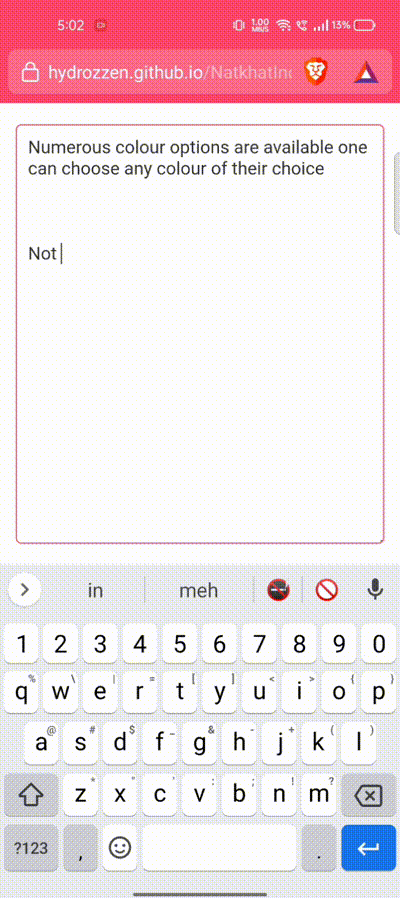 5:02 1.00 MB/S 13%
hydrozzen.github.io/NatkhatInd
Numerous colour options are available one
can choose any colour of their choice
Not
in meh
1 2 3 4 5 6 7 8 9 0
% \ | = [ ] < > { }
q w e r t y u i o p
@ # $ _ & - + ( )
a s d f g h j k l
* " ' : ; ! ?
z x c v b n m
?123 , .